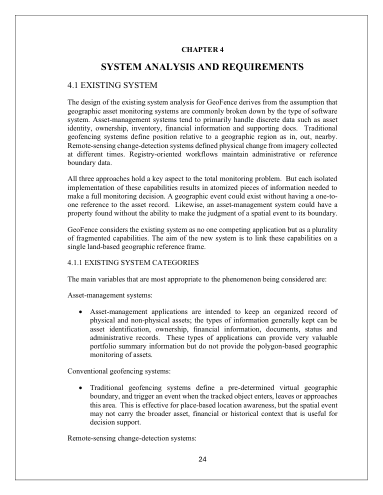 CHAPTER 4
SYSTEM ANALYSIS AND REQUIREMENTS
4.1 EXISTING SYSTEM
The design of the existing system analysis for GeoFence derives from the assumption that
geographic asset monitoring systems are commonly broken down by the type of software
system. Asset-management systems tend to primarily handle discrete data such as asset
identity, ownership, inventory, financial information and supporting docs. Traditional
geofencing systems define position relative to a geographic region as in, out, nearby.
Remote-sensing change-detection systems defined physical change from imagery collected
at different times. Registry-oriented workflows maintain administrative or reference
boundary data.
All three approaches hold a key aspect to the total monitoring problem. But each isolated
implementation of these capabilities results in atomized pieces of information needed to
make a full monitoring decision. A geographic event could exist without having a one-to-
one reference to the asset record. Likewise, an asset-management system could have a
property found without the ability to make the judgment of a spatial event to its boundary.
GeoFence considers the existing system as no one competing application but as a plurality
of fragmented capabilities. The aim of the new system is to link these capabilities on a
single land-based geographic reference frame.
4.1.1 EXISTING SYSTEM CATEGORIES
The main variables that are most appropriate to the phenomenon being considered are:
Asset-management systems:
• Asset-management applications are intended to keep an organized record of
physical and non-physical assets; the types of information generally kept can be
asset identification, ownership, financial information, documents, status and
administrative records. These types of applications can provide very valuable
portfolio summary information but do not provide the polygon-based geographic
monitoring of assets.
Conventional geofencing systems:
• Traditional geofencing systems define a pre-determined virtual geographic
boundary, and trigger an event when the tracked object enters, leaves or approaches
this area. This is effective for place-based location awareness, but the spatial event
may not carry the broader asset, financial or historical context that is useful for
decision support.
Remote-sensing change-detection systems:
24